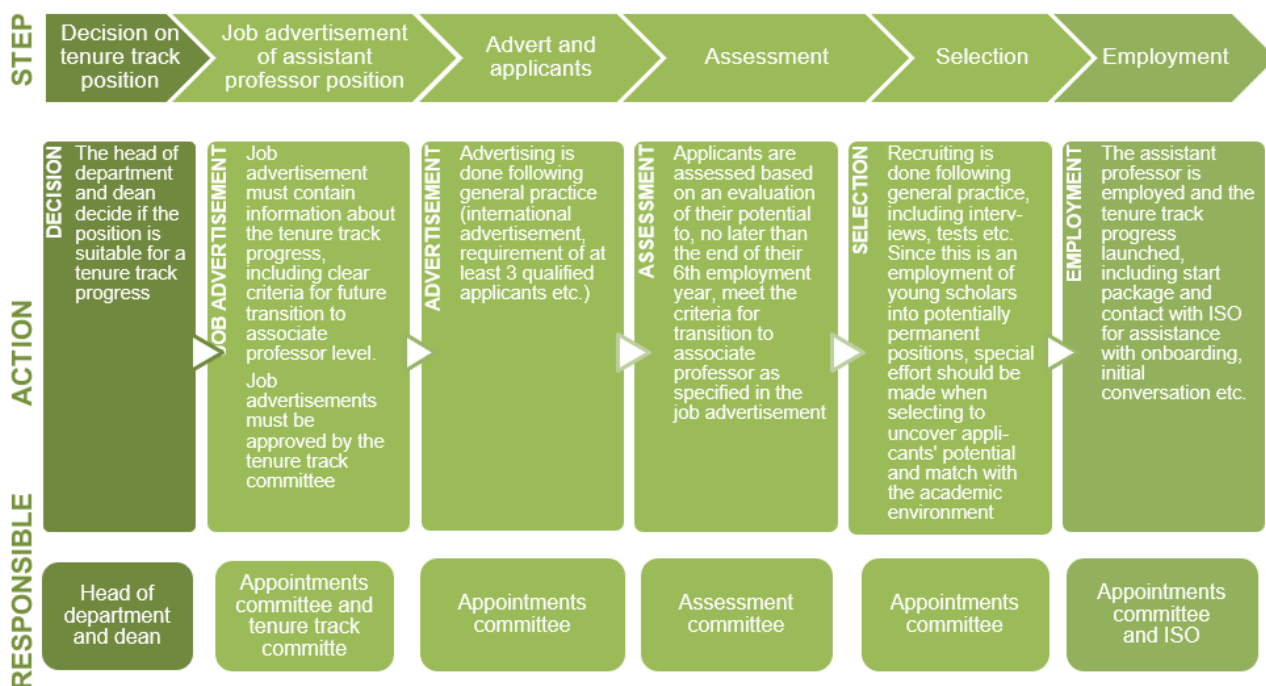 STEP
Decision on
tenure track
position
Job advertisement
of assistant
professor position
Advert and
applicants
Assessment
Selection
Employment
ACTION
DECISION
The head of
department
and dean
decide if the
position is
suitable for a
tenure track
progress
JOB ADVERTISEMENT
Job
advertisement
must contain
information about
the tenure track
progress,
including clear
criteria for future
transition to
associate
professor level.
Job
advertisements
must be
approved by the
tenure track
committee
ADVERTISEMENT
Advertising is
done following
general practice
(international
advertisement,
requirement of at
least 3 qualified
applicants etc.)
ASSESSMENT
Applicants are
assessed based
on an evaluation
of their potential
to, no later than
the end of their
6th employment
year, meet the
criteria for
transition to
associate
professor as
specified in the
job advertisement
SELECTION
Recruiting is
done following
general practice,
including interv-
iews, tests etc.
Since this is an
employment of
young scholars
into potentially
permanent
positions, special
effort should be
made when
selecting to
uncover appli-
cants' potential
and match with
the academic
environment
EMPLOYMENT
The assistant
professor is
employed and the
tenure track
progress
launched,
including start
package and
contact with ISO
for assistance
with onboarding,
initial
conversation etc.
RESPONSIBLE
Head of
department
and dean
Appointments
committee and
tenure track
committe
Appointments
committee
Assessment
committee
Appointments
committee
Appointments
committee
and ISO